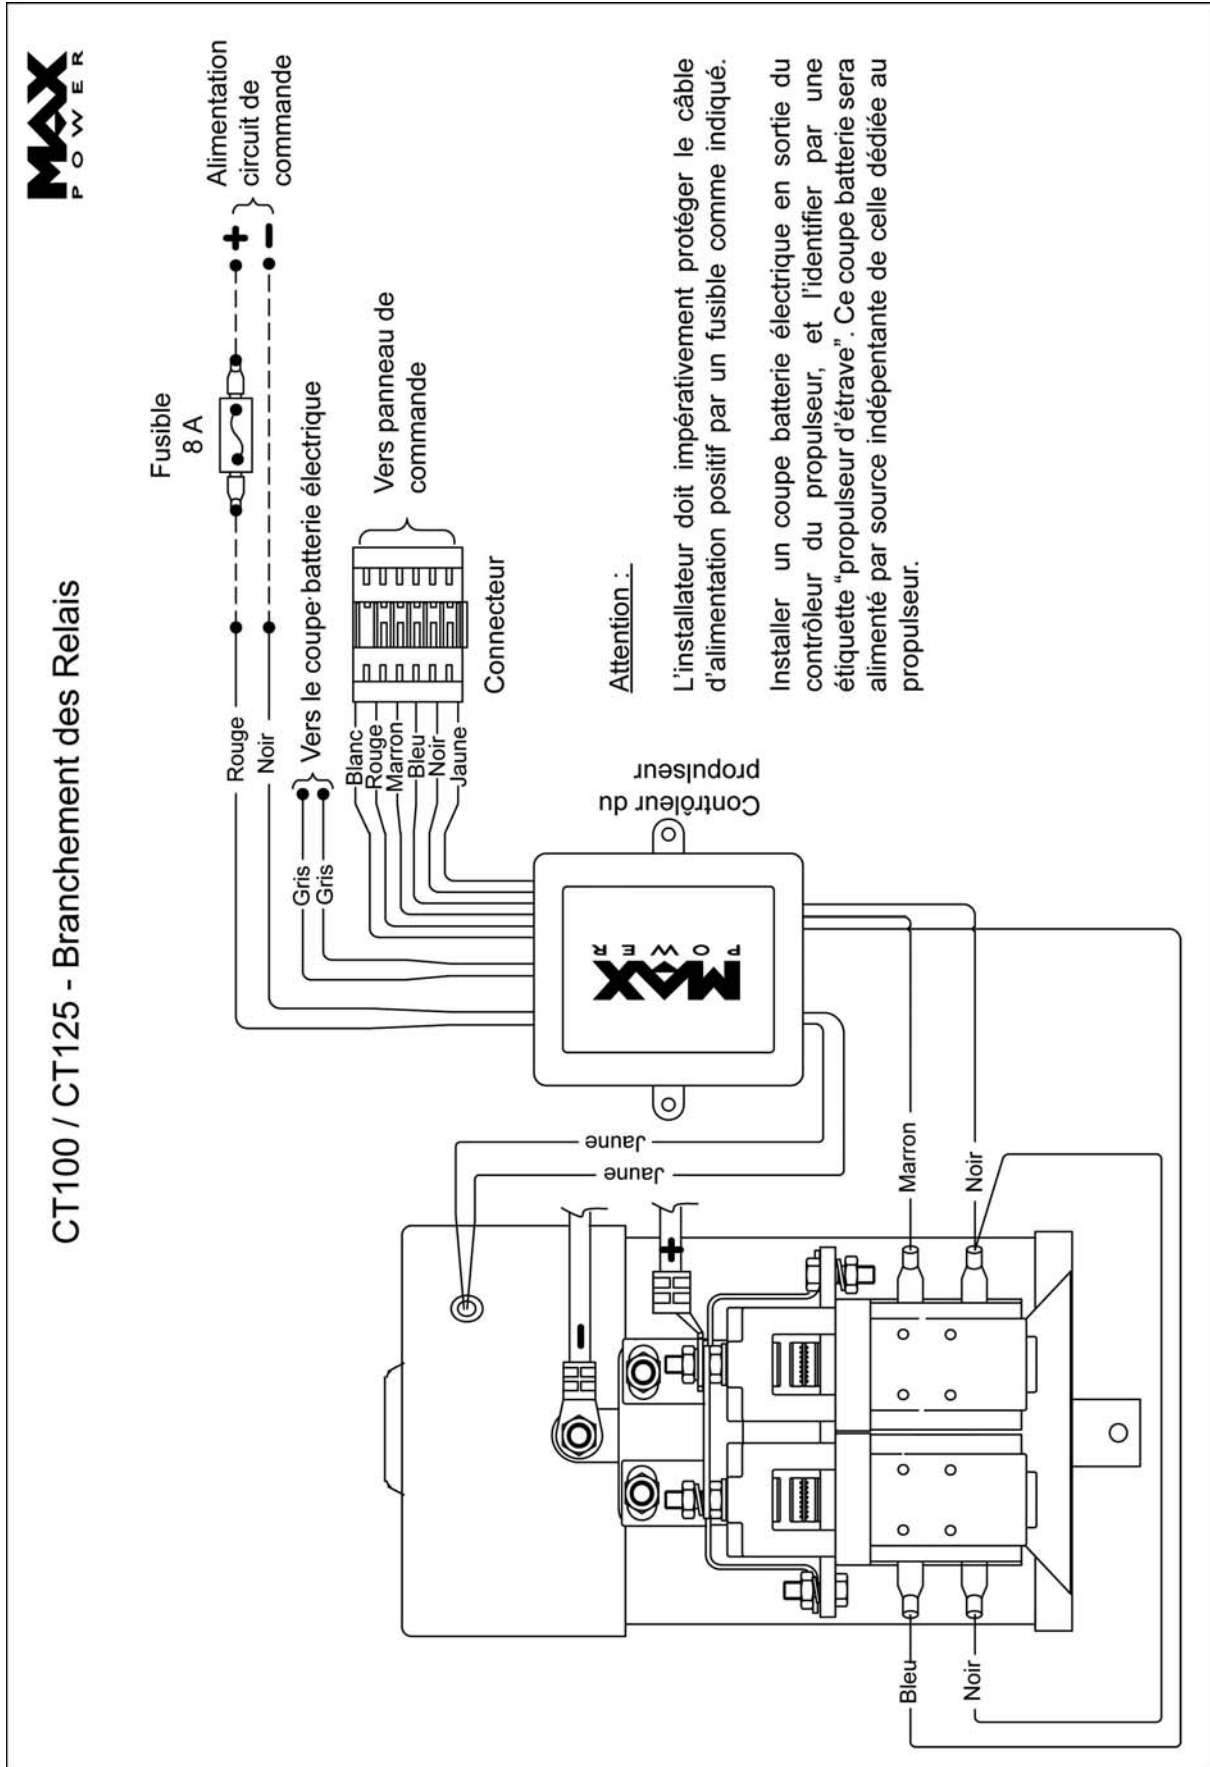 CT100 / CT125 - Branchement des Relais
MAX
POWER
Fusible
8 A
Alimentation
circuit de
commande
+
−
Rouge
Noir
Gris
Gris
Vers le coupe batterie électrique
Blanc
Rouge
Marron
Bleu
Noir
Jaune
Vers panneau de
commande
Connecteur
Jaune
Jaune
MAX
POWER
Contrôleur du
propulseur
−
+
Marron
Noir
Bleu
Noir
Attention :
L'installateur doit impérativement protéger le câble
d'alimentation positif par un fusible comme indiqué.
Installer un coupe batterie électrique en sortie du
contrôleur du propulseur, et l'identifier par une
étiquette “propulseur d'étrave”. Ce coupe batterie sera
alimenté par source indépentante de celle dédiée au
propulseur.